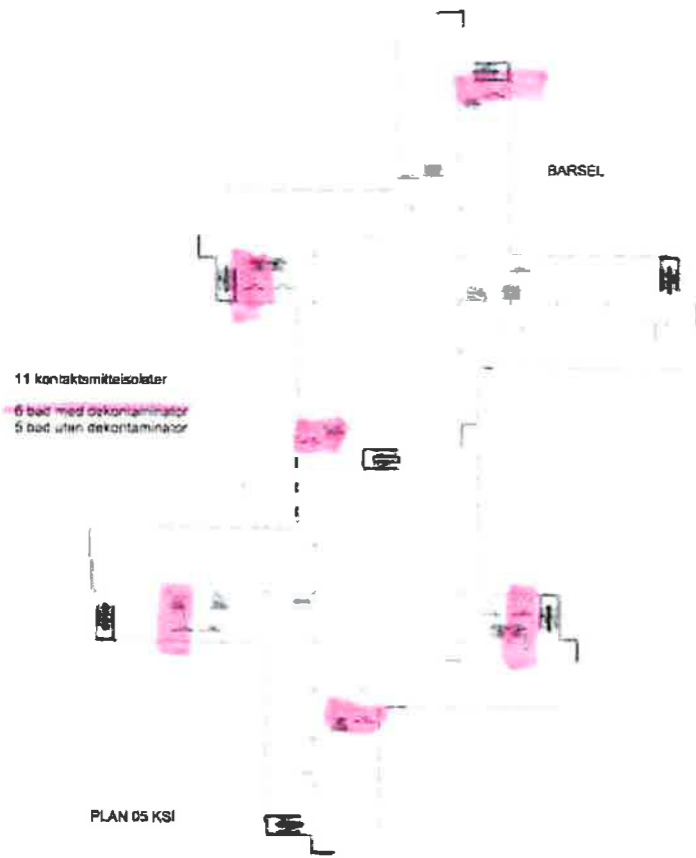 BARSEL
11 kontaktsmitteisolater
6 bad med dekontaminator
5 bad uten dekontaminator
PLAN 05 KSI